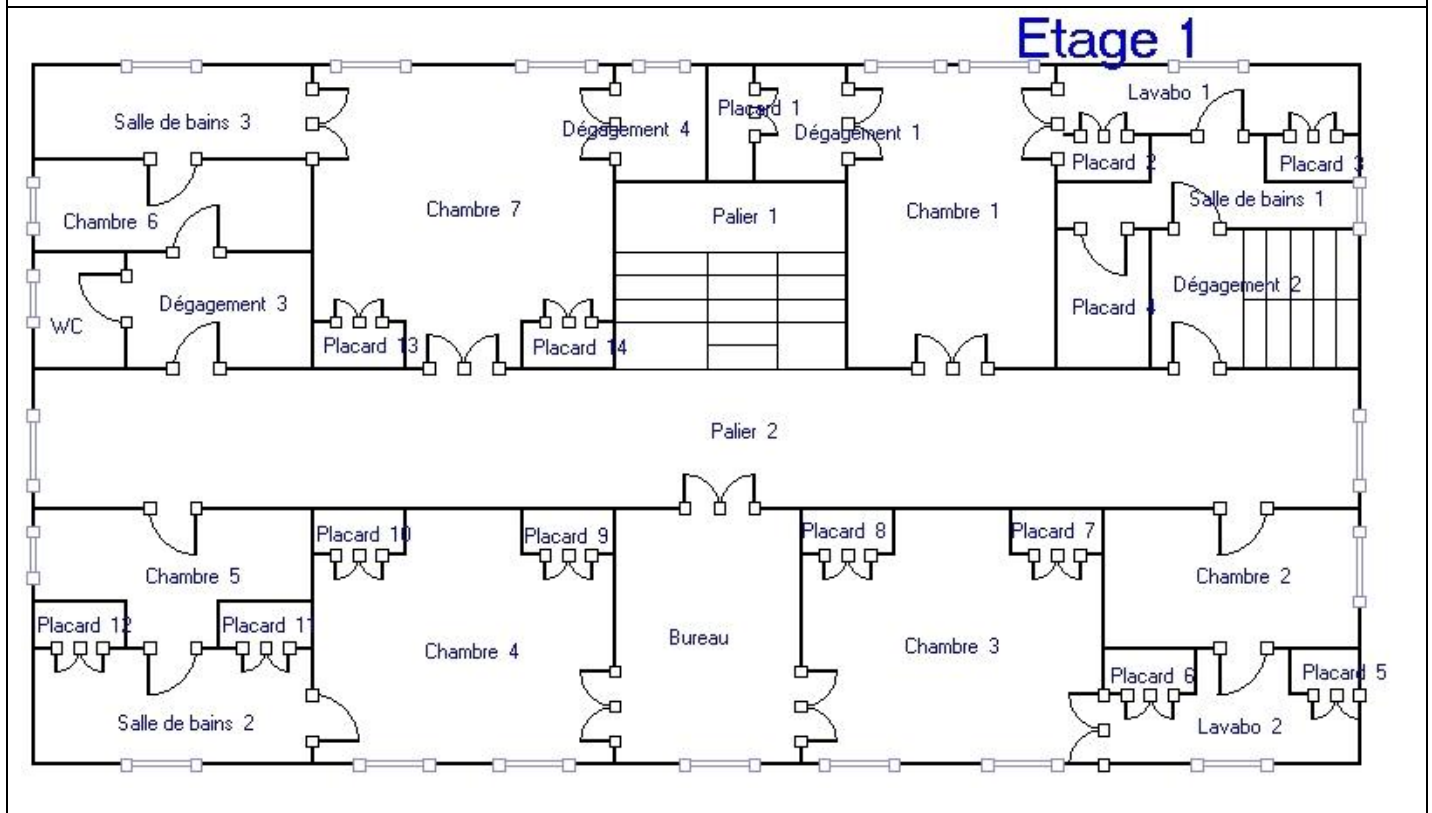 Etage 1
Lavabo 1
Salle de bains 3
Placard 1
Dégagement 4
Dégagement 1
Placard 2
Placard 3
Chambre 6
Chambre 7
Palier 1
Chambre 1
Salle de bains 1
Dégagement 3
Dégagement 2
WC
Placard 4
Placard 13
Placard 14
Palier 2
Placard 10
Placard 9
Placard 8
Placard 7
Chambre 5
Chambre 2
Placard 12
Placard 11
Chambre 4
Bureau
Chambre 3
Placard 6
Placard 5
Salle de bains 2
Lavabo 2